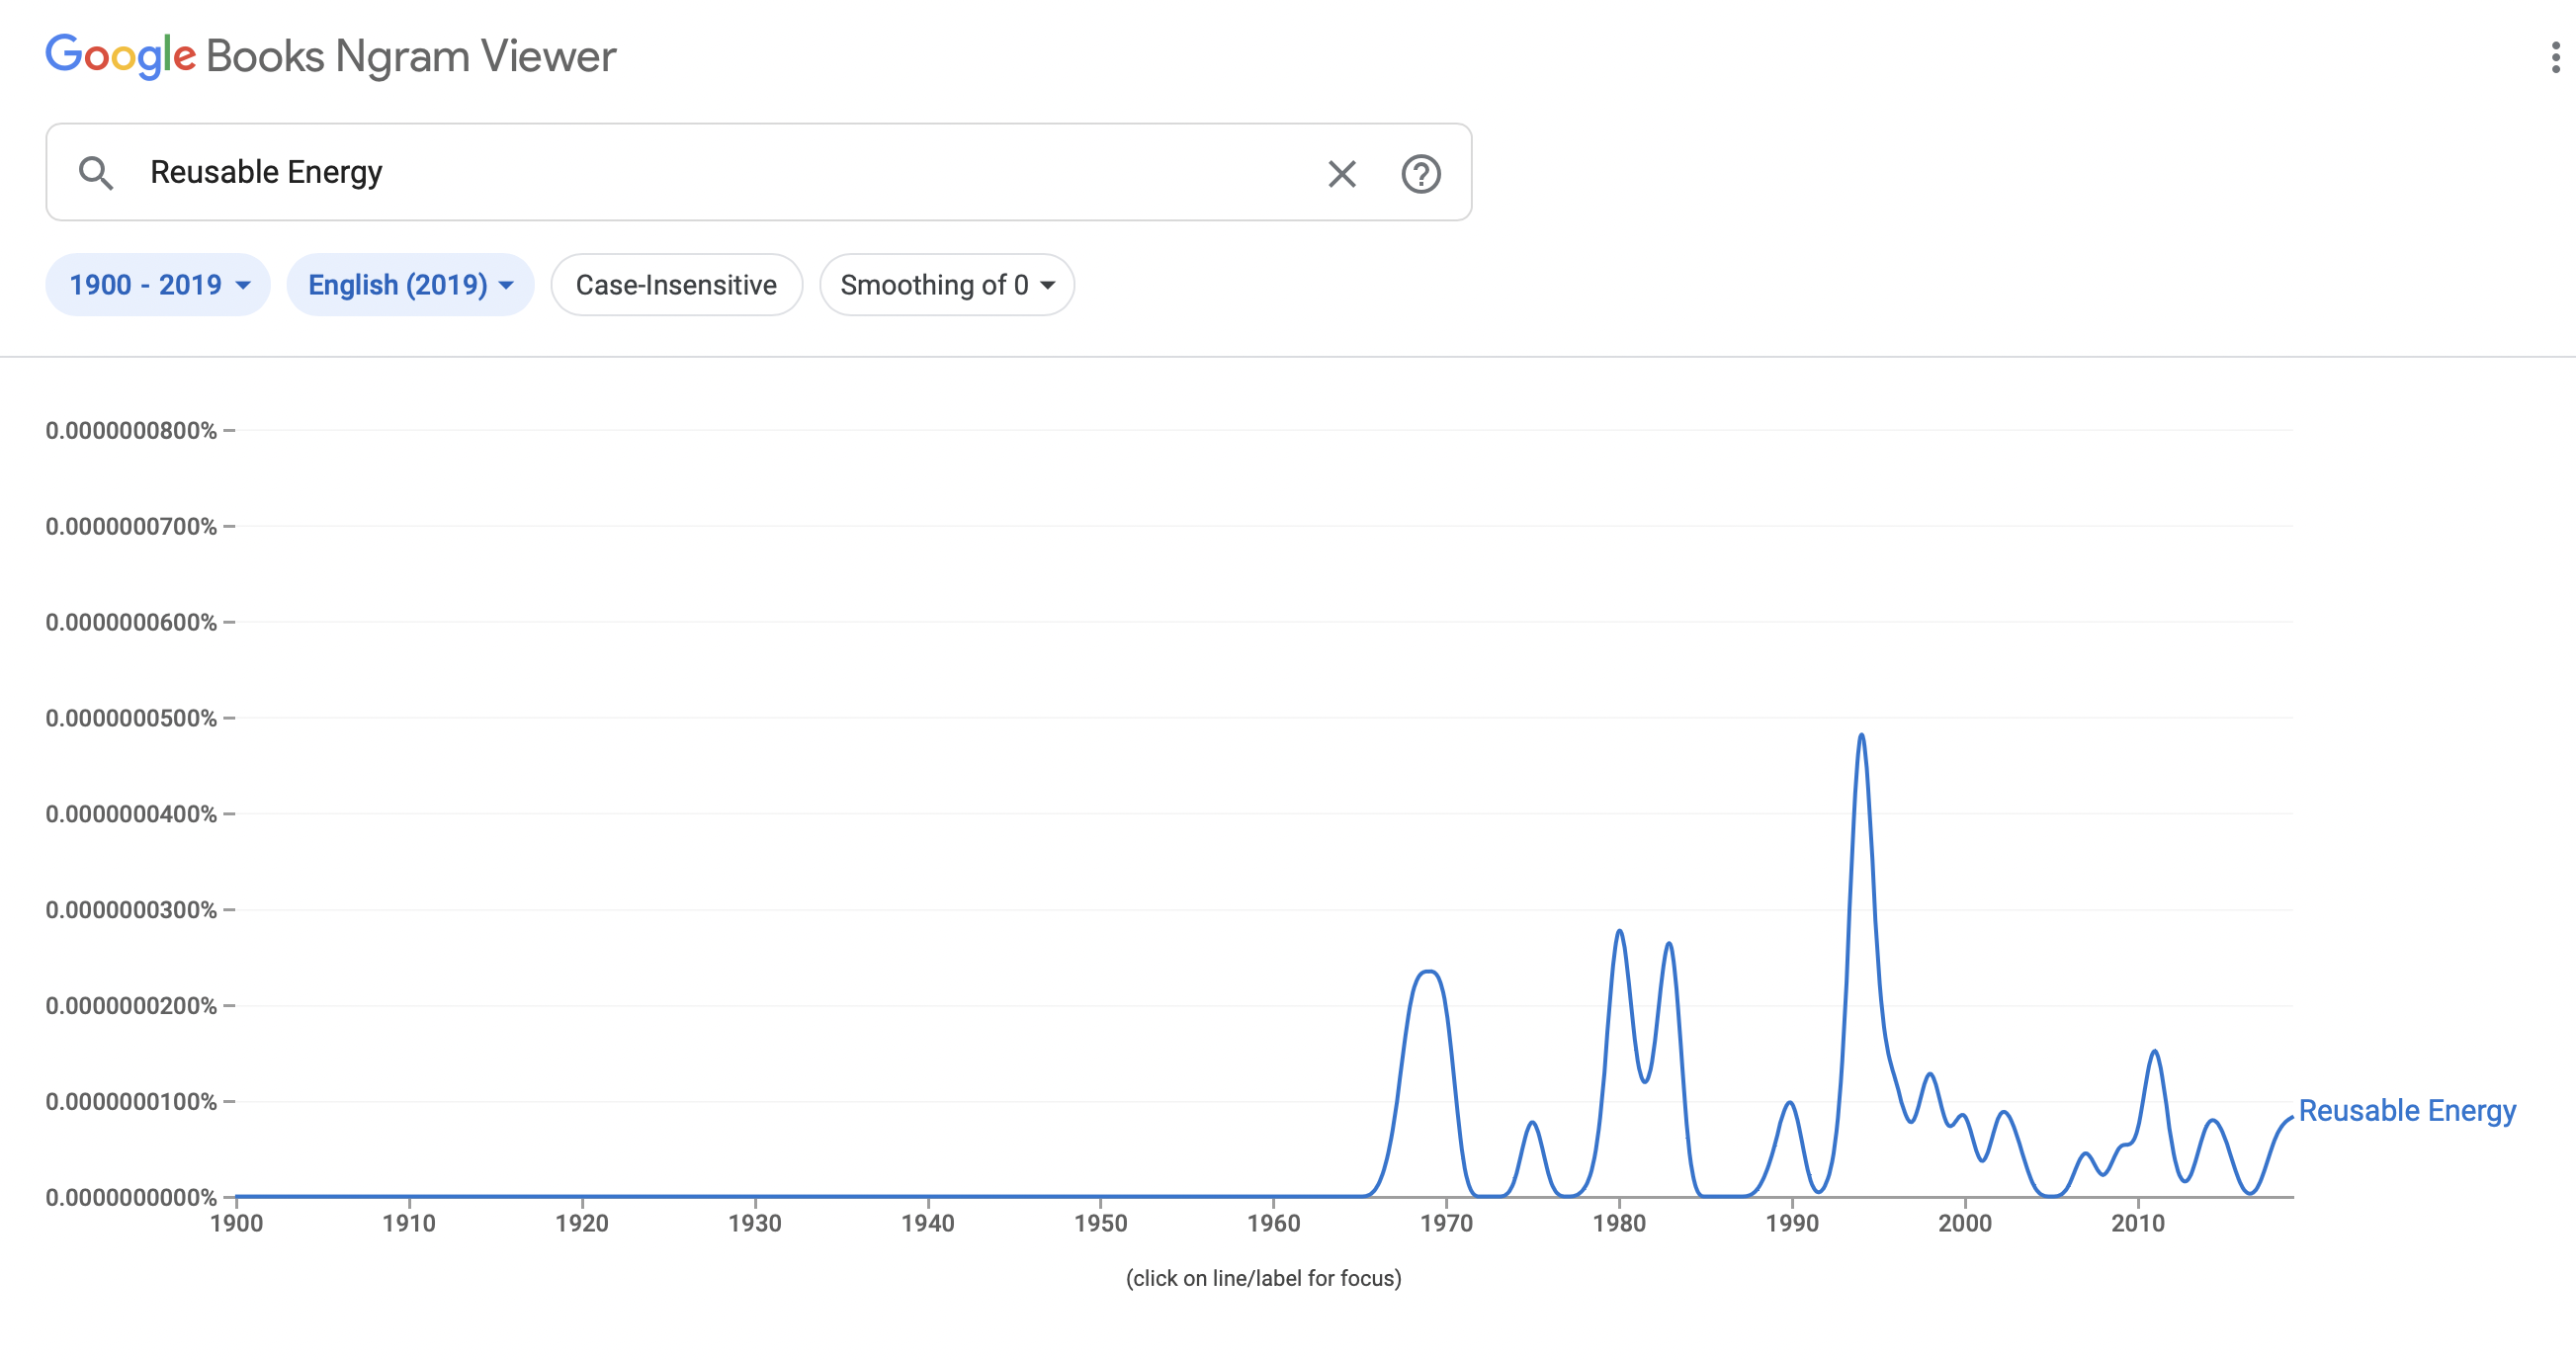 Google Books Ngram Viewer
Reusable Energy
1900 - 2019
English (2019)
Case-Insensitive
Smoothing of 0
0.0000000800%
0.0000000700%
0.0000000600%
0.0000000500%
0.0000000400%
0.0000000300%
0.0000000200%
0.0000000100%
Reusable Energy
0.0000000000%
1900 1910 1920 1930 1940 1950 1960 1970 1980 1990 2000 2010
(click on line/label for focus)